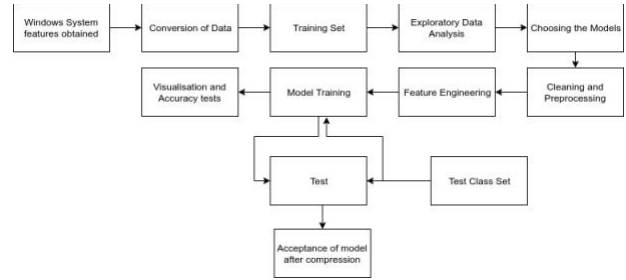 Windows System
features obtained
Conversion of Data
Training Set
Exploratory Data
Analysis
Choosing the Models
Visualisation and
Accuracy tests
Model Training
Feature Engineering
Cleaning and
Preprocessing
Test
Test Class Set
Acceptance of model
after compression